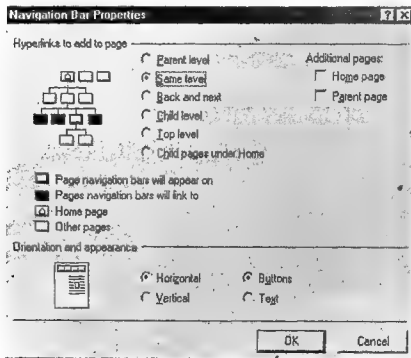 Navigation Bar Properties
Hyperlinks to add to page
Parent level
Same level
Back and next
Child level
Top level
Child pages under Home
Additional pages:
Home page
Parent page
Page navigation bars will appear on
Pages navigation bars will link to
Home page
Other pages
Orientation and appearance
Horizontal
Vertical
Buttons
Text
OK
Cancel